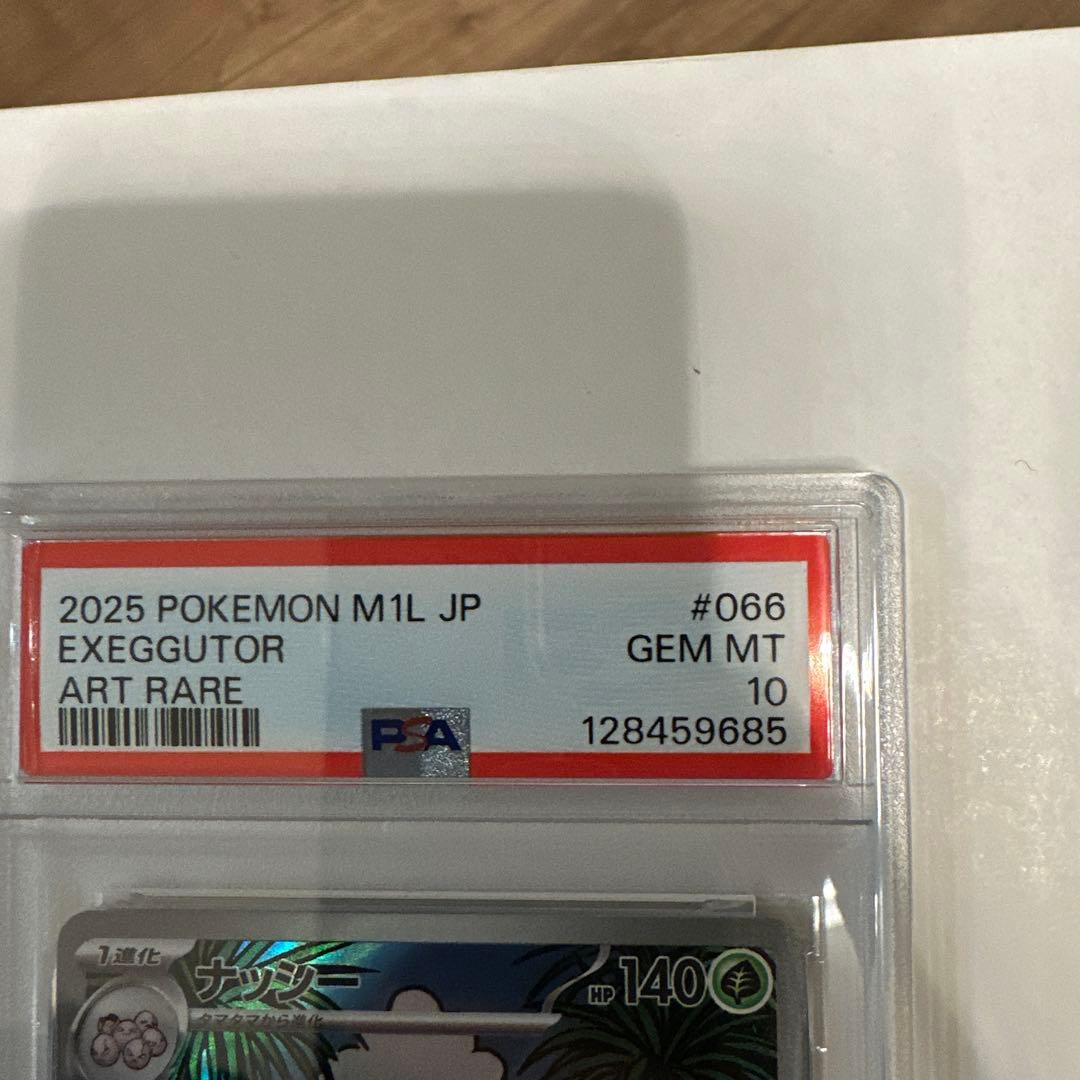 2025 POKEMON M1L JP #066
EXEGGUTOR GEM MT
ART RARE 10
PSA 128459685
1進化 ナッシー HP 140
タマタマから進化